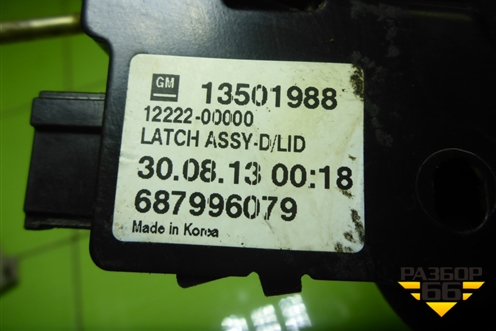 GM 13501988
12222-00000
LATCH ASSY-D/LID
30.08.13 00:18
687996079
Made in Korea
РАЗБОР
66